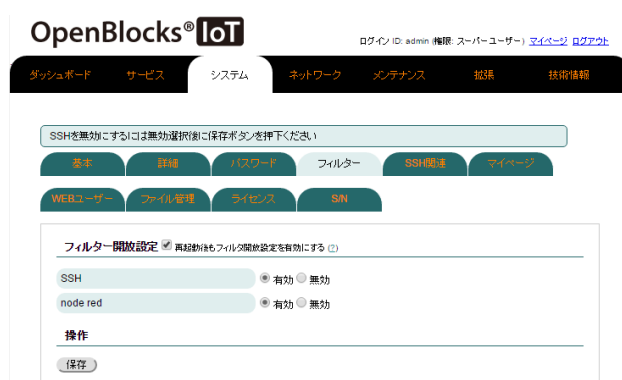 OpenBlocks® IoT
ログイン ID: admin (権限: スーパーユーザー) マイページ ログアウト
ダッシュボード サービス システム ネットワーク メンテナンス 拡張 技術情報
SSHを無効にするには無効選択後に保存ボタンを押下ください
基本 詳細 パスワード フィルター SSH関連 マイページ
WEBユーザー ファイル管理 ライセンス S/N
フィルター開放設定 再起動後もフィルタ開放設定を有効にする (?)
SSH 有効 無効
node red 有効 無効
操作
保存